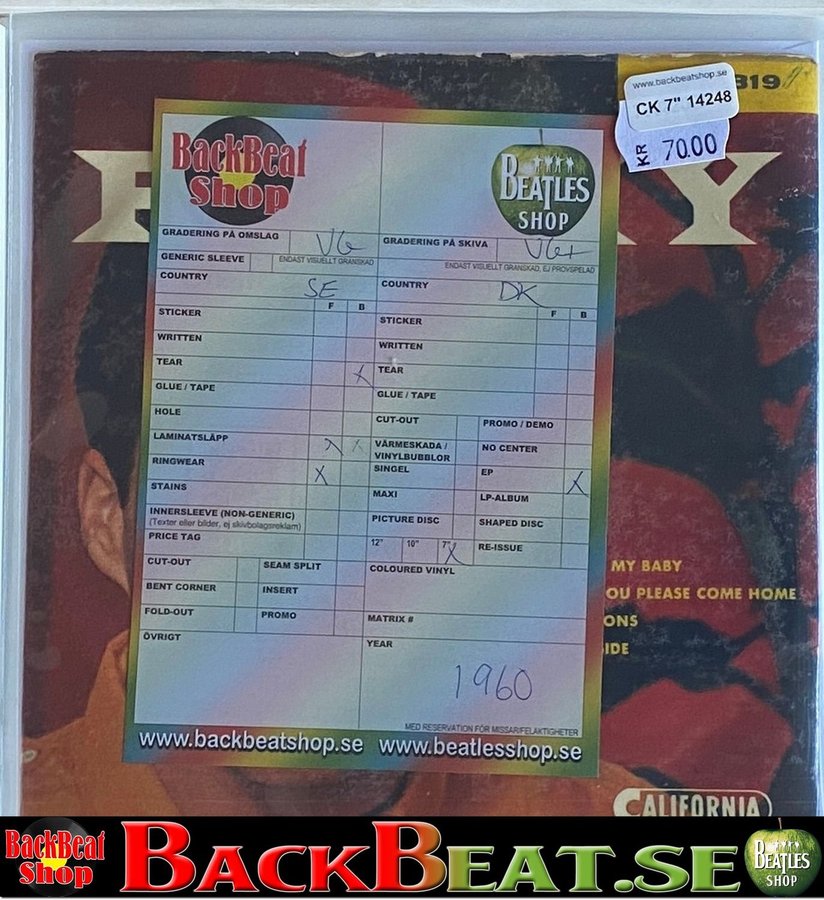 www.backbeatshop.se
CK 7" 14248
819
KR 70.00
Y
BackBeat
Shop
BEATLES
SHOP
GRADERING PÅ OMSLAG VG
GRADERING PÅ SKIVA VG+
GENERIC SLEEVE
ENDAST VISUELLT GRANSKAD
ENDAST VISUELLT GRANSKAD, EJ PROVSPELAD
COUNTRY SE
COUNTRY DK
F B
F B
STICKER
STICKER
WRITTEN
WRITTEN
TEAR X
TEAR
GLUE / TAPE
GLUE / TAPE
HOLE
CUT-OUT
PROMO / DEMO
LAMINATSLÄPP X X
VÄRMESKADA /
VINYLBUBBLOR
NO CENTER
RINGWEAR X
SINGEL
EP X
STAINS
MAXI
LP-ALBUM
INNERSLEEVE (NON-GENERIC)
(Texter eller bilder, ej skivbolagsreklam)
PICTURE DISC
SHAPED DISC
PRICE TAG
12" 10" 7" X
RE-ISSUE
CUT-OUT
SEAM SPLIT
COLOURED VINYL
BENT CORNER
INSERT
FOLD-OUT
PROMO
MATRIX #
ÖVRIGT
YEAR
1960
MED RESERVATION FÖR MISSAR/FELAKTIGHETER
www.backbeatshop.se www.beatlesshop.se
MY BABY
OU PLEASE COME HOME
ONS
IDE
CALIFORNIA
BackBeat
Shop
BACKBEAT.SE
BEATLES
SHOP